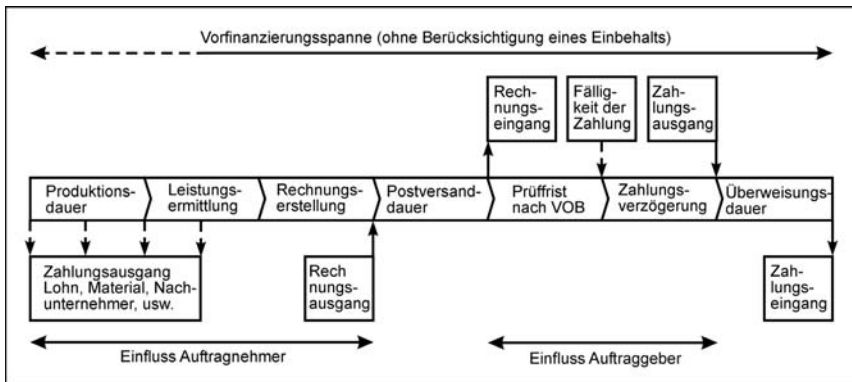 Vorfinanzierungsspanne (ohne Berücksichtigung eines Einbehalts)
Rech-
nungs-
eingang
Fällig-
keit der
Zahlung
Zah-
lungs-
ausgang
Produktions-
dauer
Leistungs-
ermittlung
Rechnungs-
erstellung
Postversand-
dauer
Prüffrist
nach VOB
Zahlungs-
verzögerung
Überweisungs-
dauer
Zahlungsausgang
Lohn, Material, Nach-
unternehmer, usw.
Rech
nungs-
ausgang
Zah-
lungs-
eingang
Einfluss Auftragnehmer
Einfluss Auftraggeber